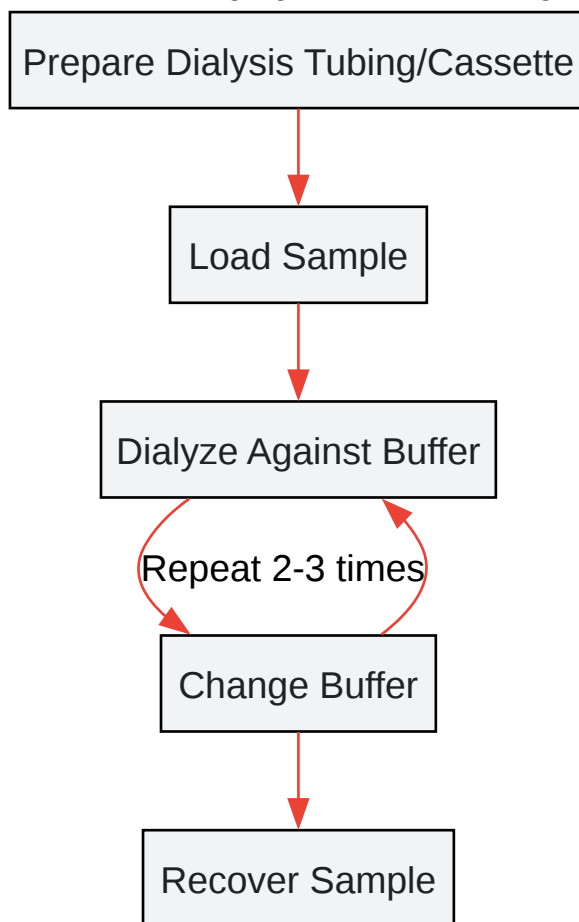 Prepare Dialysis Tubing/Cassette
Load Sample
Dialyze Against Buffer
Repeat 2-3 times
Change Buffer
Recover Sample